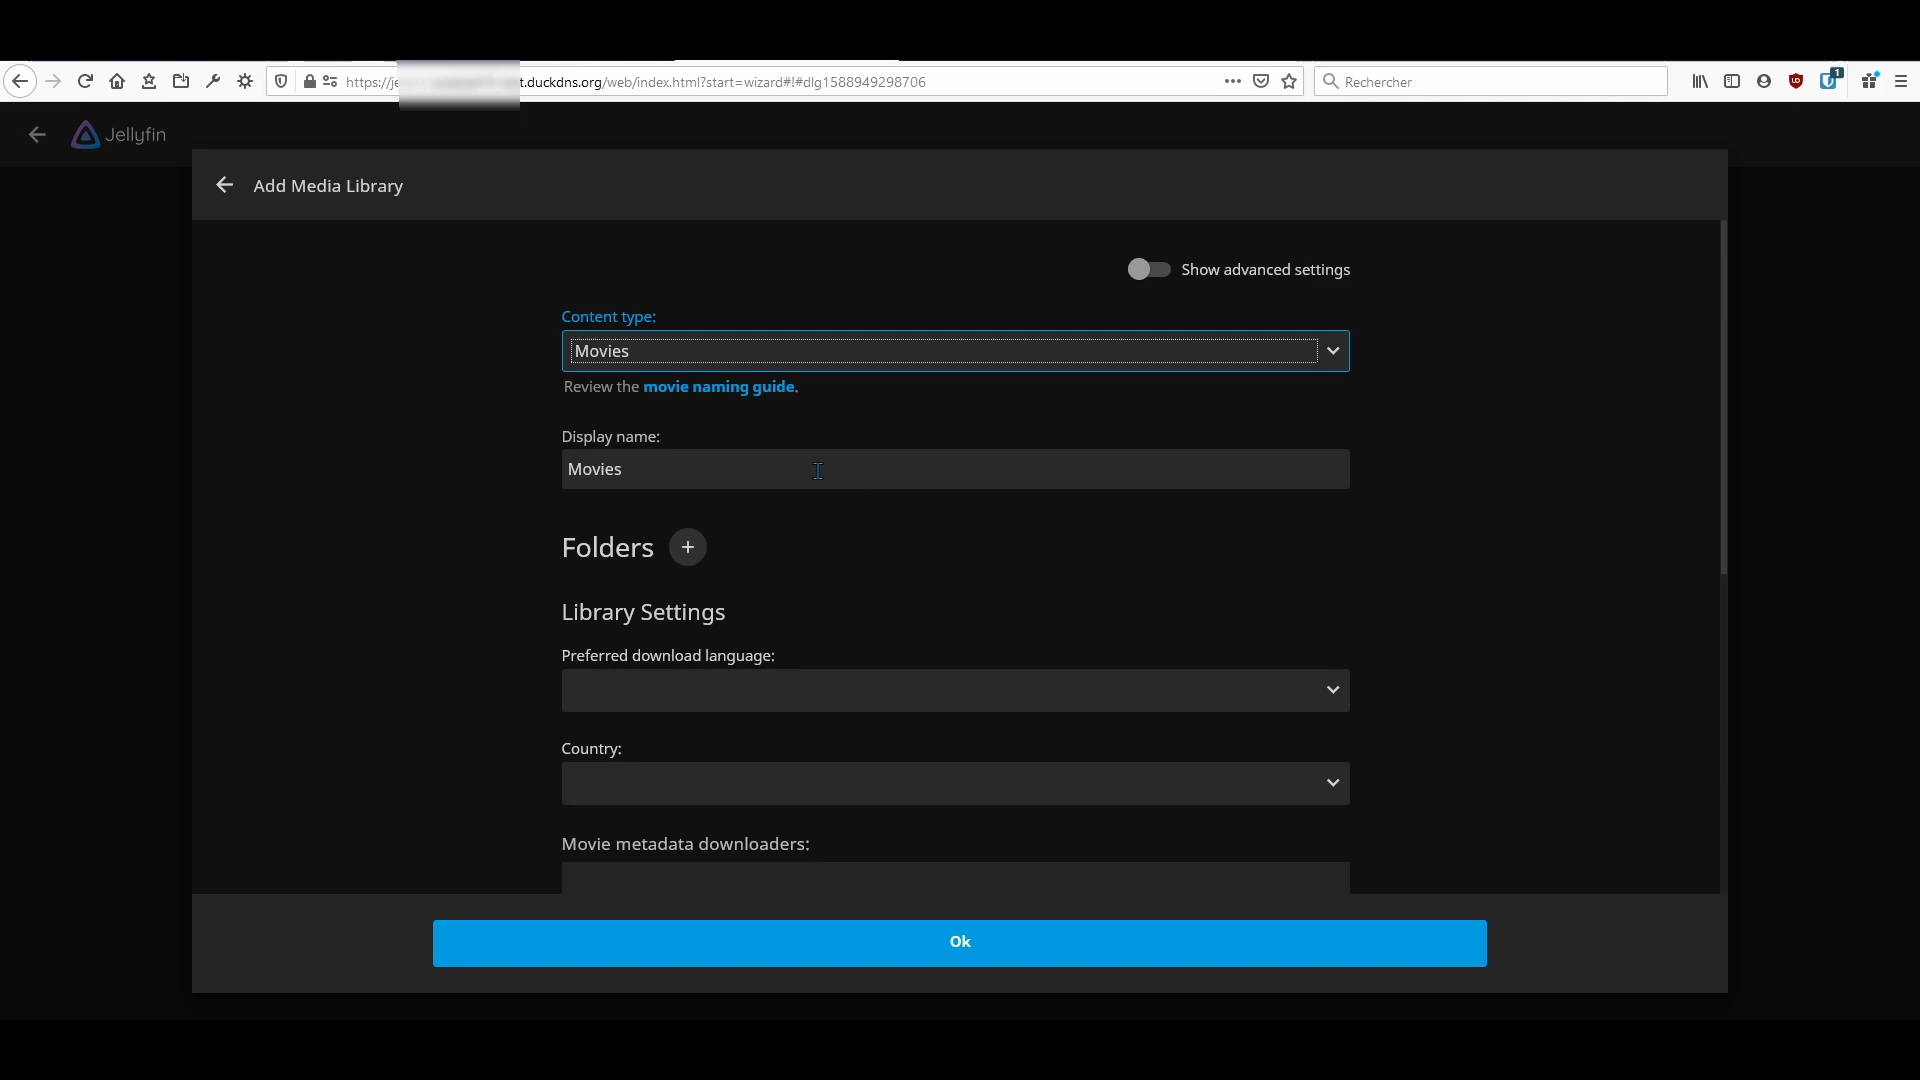 https://je t.duckdns.org/web/index.html?start=wizard#!#dlg1588949298706
Rechercher
1
Jellyfin
Add Media Library
Show advanced settings
Content type:
Movies
Review the movie naming guide.
Display name:
Movies
Folders
Library Settings
Preferred download language:
Country:
Movie metadata downloaders:
Ok